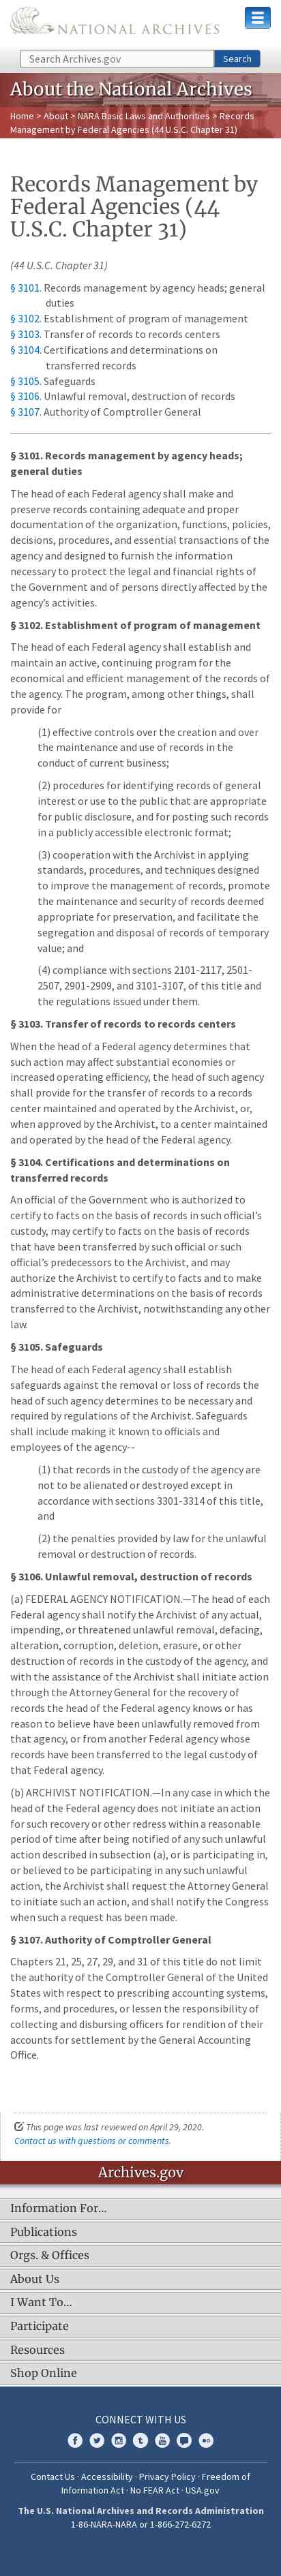 NATIONAL ARCHIVES
Search Archives.gov Search
About the National Archives
Home > About > NARA Basic Laws and Authorities > Records
Management by Federal Agencies (44 U.S.C. Chapter 31)
Records Management by
Federal Agencies (44
U.S.C. Chapter 31)
(44 U.S.C. Chapter 31)
§ 3101. Records management by agency heads; general
duties
§ 3102. Establishment of program of management
§ 3103. Transfer of records to records centers
§ 3104. Certifications and determinations on
transferred records
§ 3105. Safeguards
§ 3106. Unlawful removal, destruction of records
§ 3107. Authority of Comptroller General
§ 3101. Records management by agency heads;
general duties
The head of each Federal agency shall make and
preserve records containing adequate and proper
documentation of the organization, functions, policies,
decisions, procedures, and essential transactions of the
agency and designed to furnish the information
necessary to protect the legal and financial rights of
the Government and of persons directly affected by the
agency’s activities.
§ 3102. Establishment of program of management
The head of each Federal agency shall establish and
maintain an active, continuing program for the
economical and efficient management of the records of
the agency. The program, among other things, shall
provide for
(1) effective controls over the creation and over
the maintenance and use of records in the
conduct of current business;
(2) procedures for identifying records of general
interest or use to the public that are appropriate
for public disclosure, and for posting such records
in a publicly accessible electronic format;
(3) cooperation with the Archivist in applying
standards, procedures, and techniques designed
to improve the management of records, promote
the maintenance and security of records deemed
appropriate for preservation, and facilitate the
segregation and disposal of records of temporary
value; and
(4) compliance with sections 2101-2117, 2501-
2507, 2901-2909, and 3101-3107, of this title and
the regulations issued under them.
§ 3103. Transfer of records to records centers
When the head of a Federal agency determines that
such action may affect substantial economies or
increased operating efficiency, the head of such agency
shall provide for the transfer of records to a records
center maintained and operated by the Archivist, or,
when approved by the Archivist, to a center maintained
and operated by the head of the Federal agency.
§ 3104. Certifications and determinations on
transferred records
An official of the Government who is authorized to
certify to facts on the basis of records in such official’s
custody, may certify to facts on the basis of records
that have been transferred by such official or such
official’s predecessors to the Archivist, and may
authorize the Archivist to certify to facts and to make
administrative determinations on the basis of records
transferred to the Archivist, notwithstanding any other
law.
§ 3105. Safeguards
The head of each Federal agency shall establish
safeguards against the removal or loss of records the
head of such agency determines to be necessary and
required by regulations of the Archivist. Safeguards
shall include making it known to officials and
employees of the agency--
(1) that records in the custody of the agency are
not to be alienated or destroyed except in
accordance with sections 3301-3314 of this title,
and
(2) the penalties provided by law for the unlawful
removal or destruction of records.
§ 3106. Unlawful removal, destruction of records
(a) FEDERAL AGENCY NOTIFICATION.—The head of each
Federal agency shall notify the Archivist of any actual,
impending, or threatened unlawful removal, defacing,
alteration, corruption, deletion, erasure, or other
destruction of records in the custody of the agency, and
with the assistance of the Archivist shall initiate action
through the Attorney General for the recovery of
records the head of the Federal agency knows or has
reason to believe have been unlawfully removed from
that agency, or from another Federal agency whose
records have been transferred to the legal custody of
that Federal agency.
(b) ARCHIVIST NOTIFICATION.—In any case in which the
head of the Federal agency does not initiate an action
for such recovery or other redress within a reasonable
period of time after being notified of any such unlawful
action described in subsection (a), or is participating in,
or believed to be participating in any such unlawful
action, the Archivist shall request the Attorney General
to initiate such an action, and shall notify the Congress
when such a request has been made.
§ 3107. Authority of Comptroller General
Chapters 21, 25, 27, 29, and 31 of this title do not limit
the authority of the Comptroller General of the United
States with respect to prescribing accounting systems,
forms, and procedures, or lessen the responsibility of
collecting and disbursing officers for rendition of their
accounts for settlement by the General Accounting
Office.
This page was last reviewed on April 29, 2020.
Contact us with questions or comments.
Archives.gov
Information For…
Publications
Orgs. & Offices
About Us
I Want To…
Participate
Resources
Shop Online
CONNECT WITH US
Contact Us · Accessibility · Privacy Policy · Freedom of
Information Act · No FEAR Act · USA.gov
The U.S. National Archives and Records Administration
1-86-NARA-NARA or 1-866-272-6272